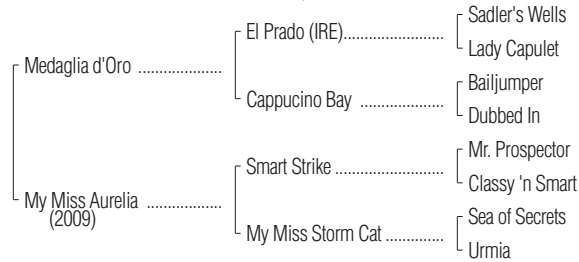 Sadler's Wells
El Prado (IRE)......................
Lady Capulet
Medaglia d'Oro ...................
Bailjumper
Cappucino Bay ...................
Dubbed In
Mr. Prospector
Smart Strike .........................
Classy 'n Smart
My Miss Aurelia .................
(2009)
Sea of Secrets
My Miss Storm Cat.............
Urmia